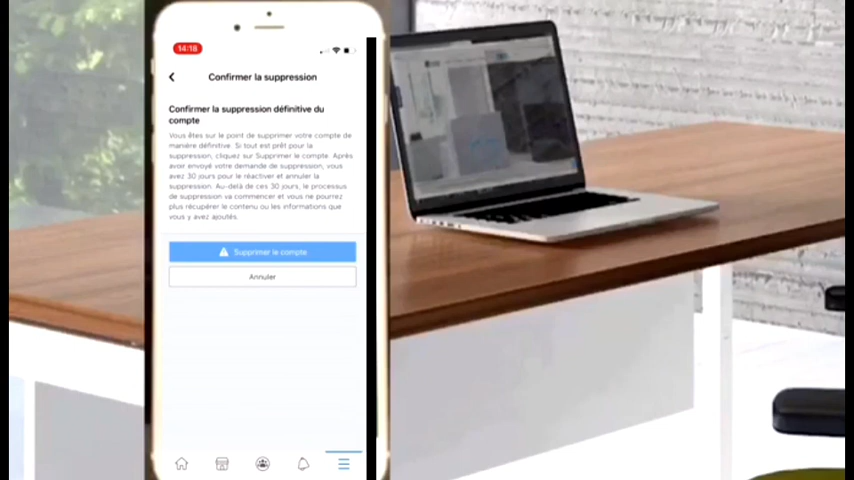 14:18
Confirmer la suppression
Confirmer la suppression définitive du
compte
Vous êtes sur le point de supprimer votre compte de
manière définitive. Si tout est prêt pour la
suppression, cliquez sur Supprimer le compte. Après
avoir envoyé votre demande de suppression, vous
avez 30 jours pour le réactiver et annuler la
suppression. Au-delà de ces 30 jours, le processus
de suppression va commencer et vous ne pourrez
plus récupérer le contenu ou les informations que
vous y avez ajoutés.
Supprimer le compte
Annuler